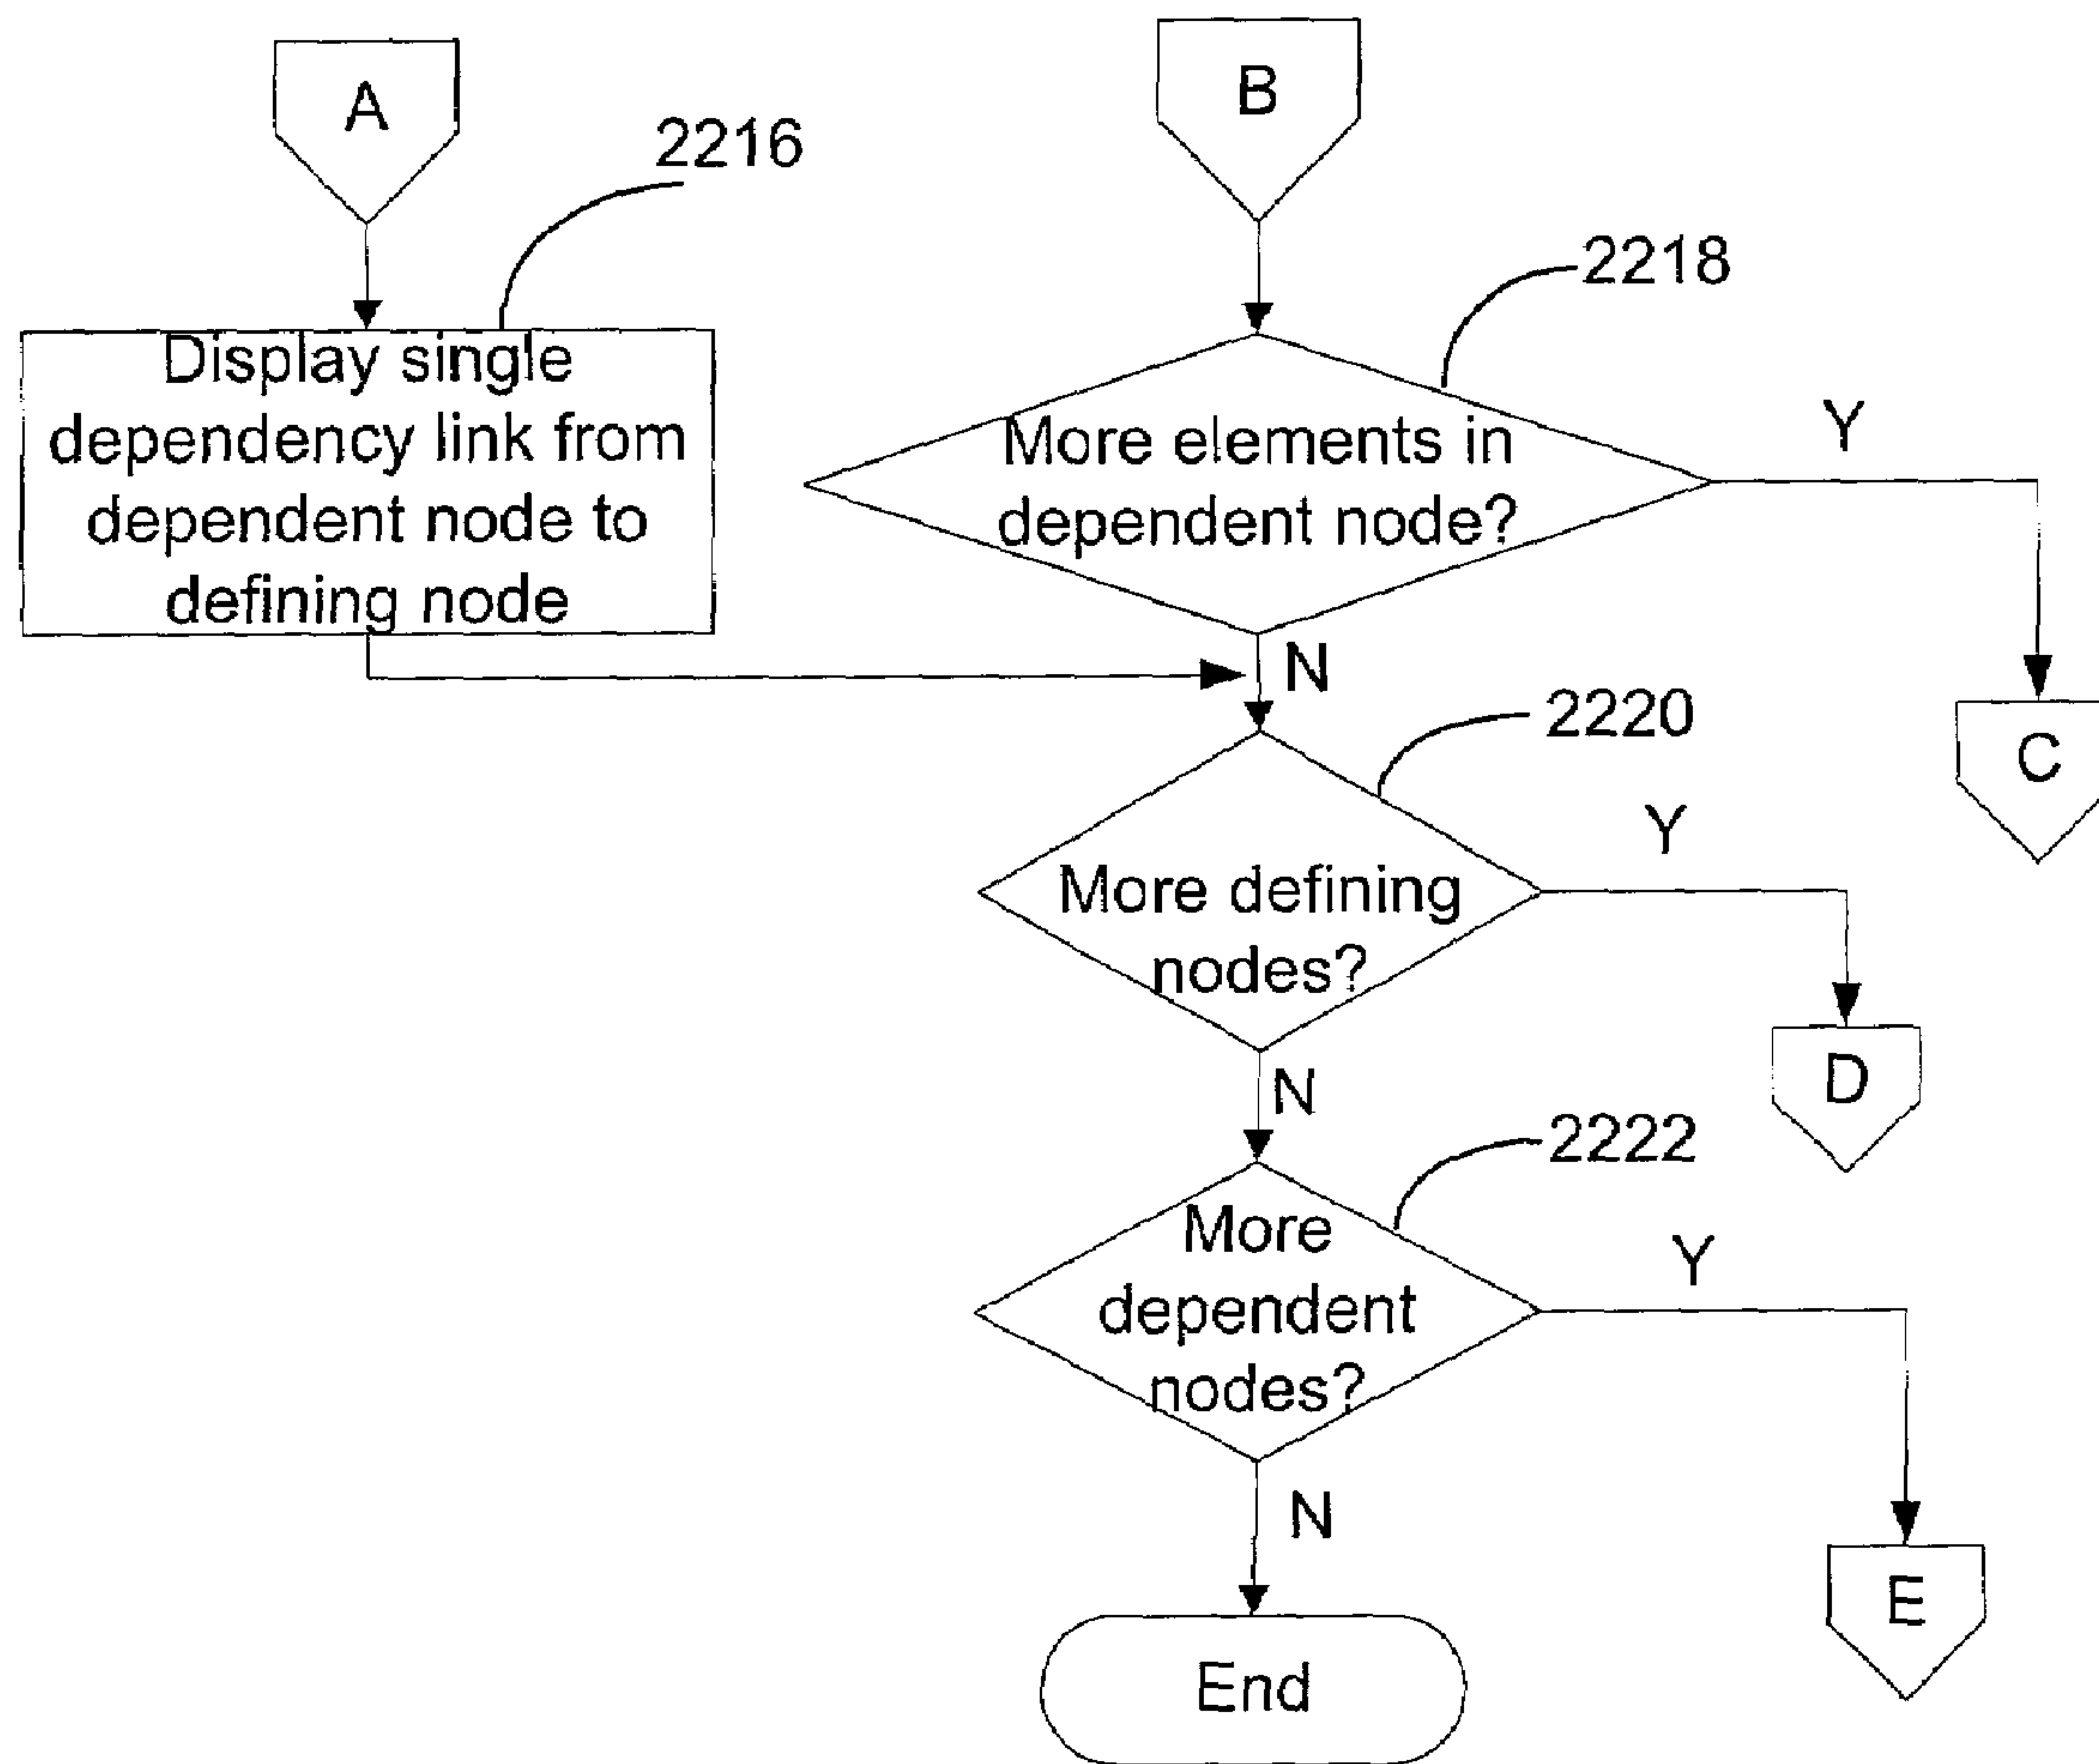 A
B
2216
2218
Display single
dependency link from
dependent node to
defining node
More elements in
dependent node?
Y
N
2220
C
Y
More defining
nodes?
D
N
2222
More
dependent
nodes?
Y
N
E
End